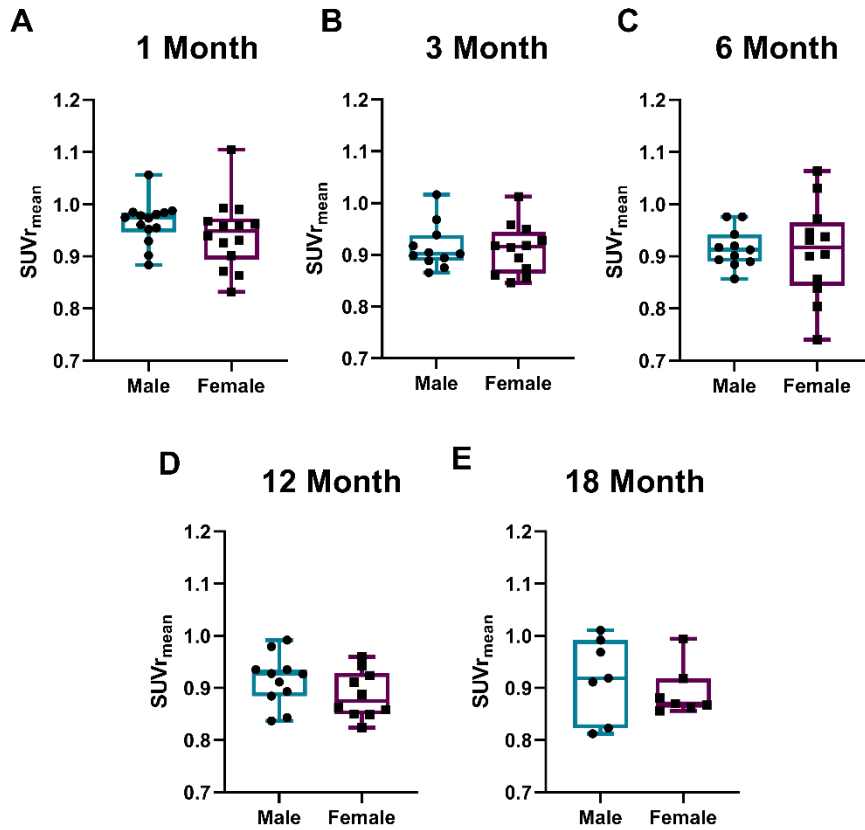 A
1 Month
1.2
1.1
1.0
0.9
0.8
0.7
SUVrmean
Male Female
B
3 Month
1.2
1.1
1.0
0.9
0.8
0.7
SUVrmean
Male Female
C
6 Month
1.2
1.1
1.0
0.9
0.8
0.7
SUVrmean
Male Female
D
12 Month
1.2
1.1
1.0
0.9
0.8
0.7
SUVrmean
Male Female
E
18 Month
1.2
1.1
1.0
0.9
0.8
0.7
SUVrmean
Male Female